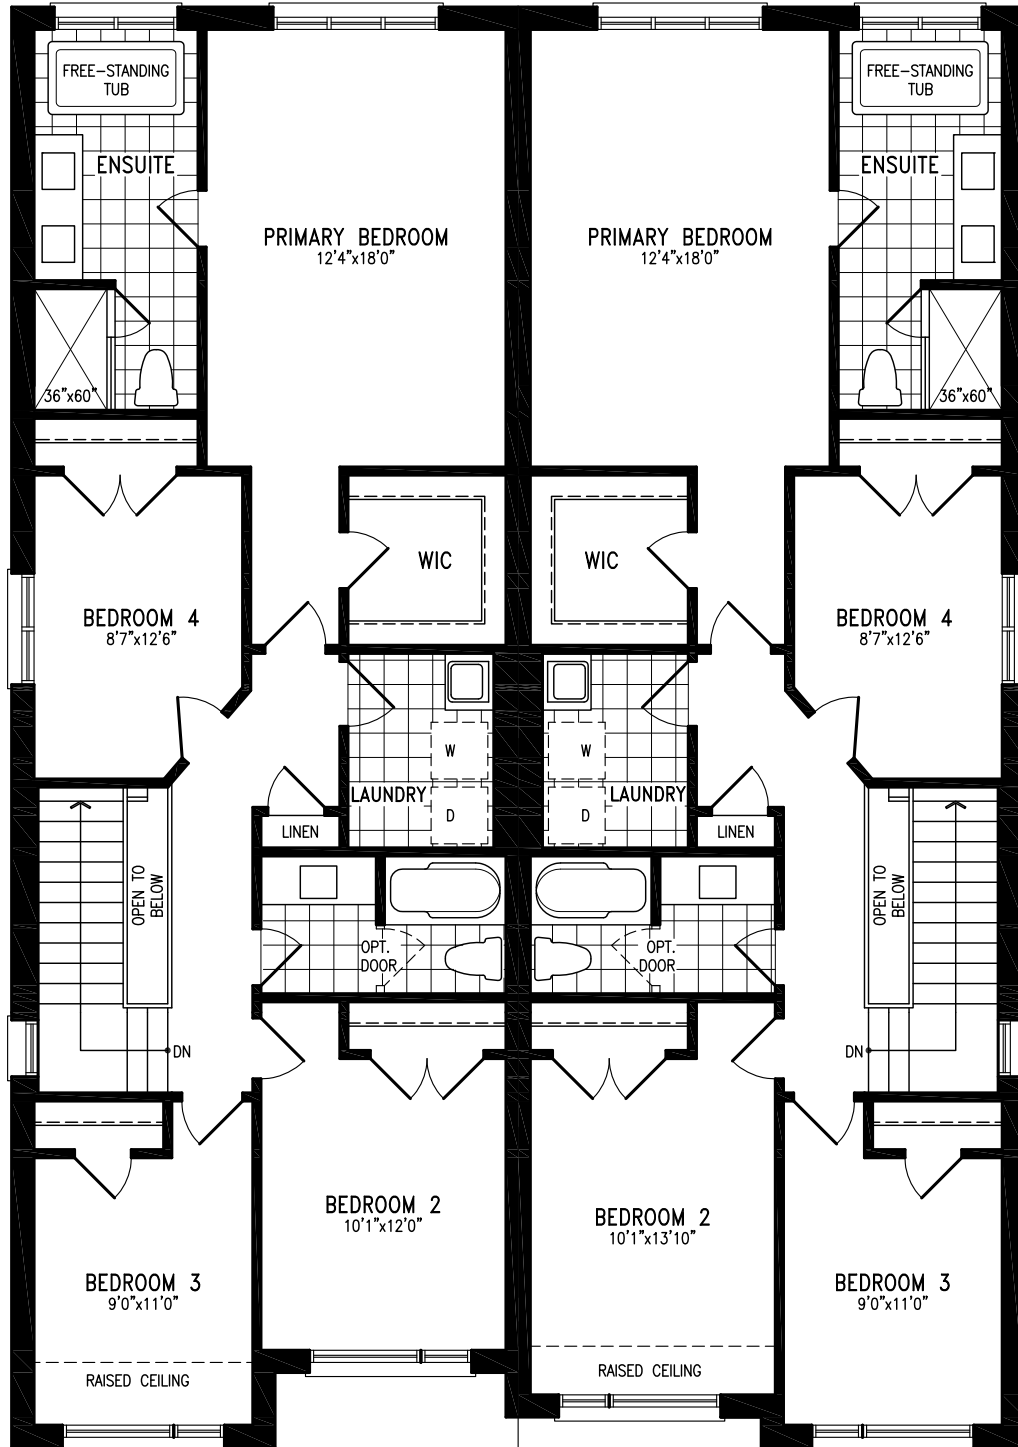 FREE-STANDING
TUB
FREE-STANDING
TUB
ENSUITE
ENSUITE
PRIMARY BEDROOM
12'4"x18'0"
PRIMARY BEDROOM
12'4"x18'0"
36"x60"
36"x60"
WIC
WIC
BEDROOM 4
8'7"x12'6"
BEDROOM 4
8'7"x12'6"
W
W
LAUNDRY
LAUNDRY
D
D
LINEN
LINEN
OPEN TO
BELOW
OPEN TO
BELOW
OPT.
DOOR
OPT.
DOOR
DN
DN
BEDROOM 2
10'1"x12'0"
BEDROOM 2
10'1"x13'10"
BEDROOM 3
9'0"x11'0"
BEDROOM 3
9'0"x11'0"
RAISED CEILING
RAISED CEILING